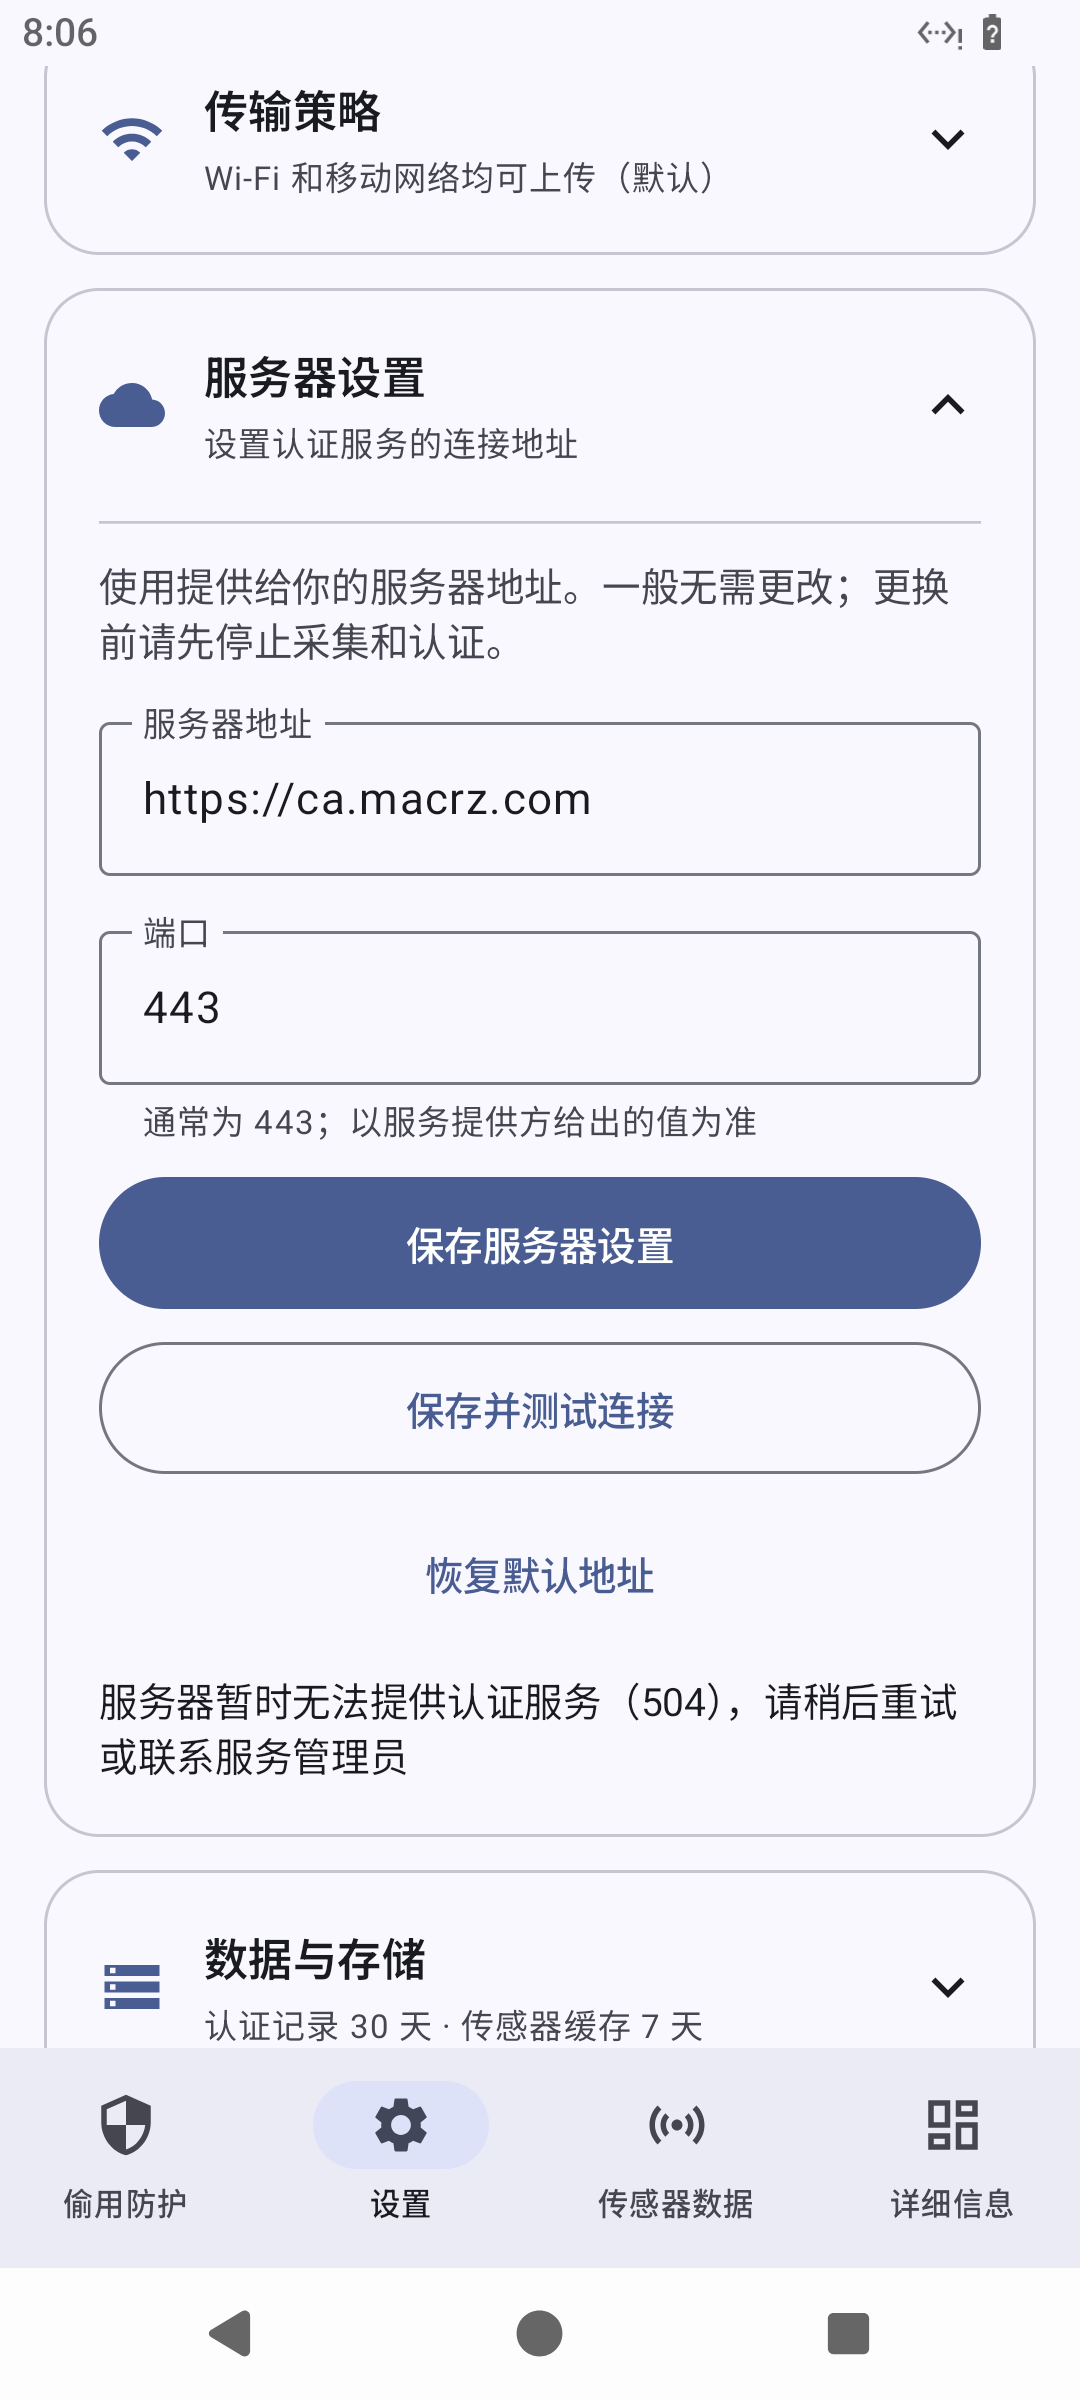 8:06
传输策略
Wi-Fi 和移动网络均可上传（默认）
服务器设置
设置认证服务的连接地址
使用提供给你的服务器地址。一般无需更改；更换
前请先停止采集和认证。
服务器地址
https://ca.macrz.com
端口
443
通常为 443；以服务提供方给出的值为准
保存服务器设置
保存并测试连接
恢复默认地址
服务器暂时无法提供认证服务（504），请稍后重试
或联系服务管理员
数据与存储
认证记录 30 天 · 传感器缓存 7 天
偷用防护
设置
传感器数据
详细信息